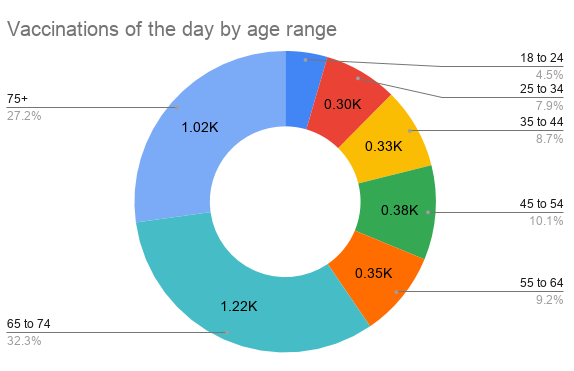 Vaccinations of the day by age range
18 to 24
4.5%
25 to 34
7.9%
35 to 44
8.7%
45 to 54
10.1%
55 to 64
9.2%
65 to 74
32.3%
75+
27.2%
0.30K
0.33K
0.38K
0.35K
1.22K
1.02K